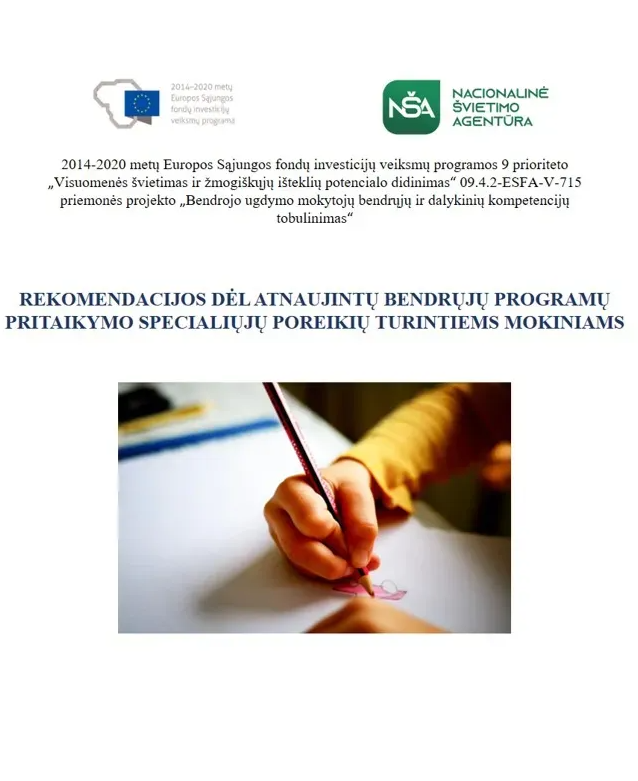 2014–2020 metų
Europos Sąjungos
fondų investicijų
veiksmų programa
NŠA
NACIONALINĖ
ŠVIETIMO
AGENTŪRA
2014-2020 metų Europos Sąjungos fondų investicijų veiksmų programos 9 prioriteto
„Visuomenės švietimas ir žmogiškųjų išteklių potencialo didinimas“ 09.4.2-ESFA-V-715
priemonės projekto „Bendrojo ugdymo mokytojų bendrųjų ir dalykinių kompetencijų
tobulinimas“
REKOMENDACIJOS DĖL ATNAUJINTŲ BENDRŲJŲ PROGRAMŲ
PRITAIKYMO SPECIALIŲJŲ POREIKIŲ TURINTIEMS MOKINIAMS